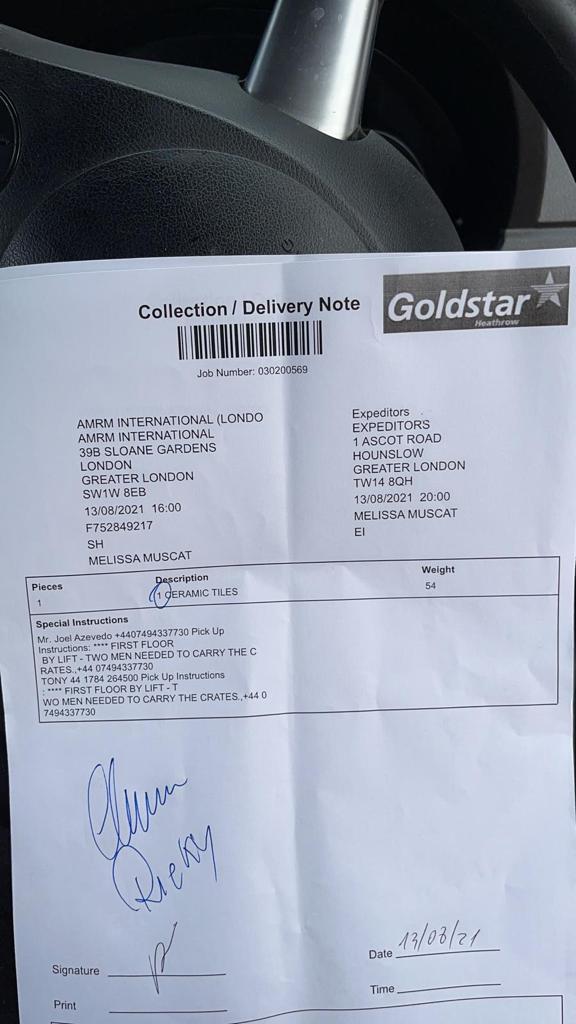 Collection / Delivery Note
Goldstar
Heathrow
Job Number: 030200569
AMRM INTERNATIONAL (LONDO
AMRM INTERNATIONAL
39B SLOANE GARDENS
LONDON
GREATER LONDON
SW1W 8EB
13/08/2021 16:00
F752849217
SH
MELISSA MUSCAT
Expeditors
EXPEDITORS
1 ASCOT ROAD
HOUNSLOW
GREATER LONDON
TW14 8QH
13/08/2021 20:00
MELISSA MUSCAT
EI
Pieces Description Weight
1 1 CERAMIC TILES 54
Special Instructions
Mr. Joel Azevedo +4407494337730 Pick Up
Instructions: **** FIRST FLOOR
BY LIFT - TWO MEN NEEDED TO CARRY THE C
RATES.,+44 07494337730
TONY 44 1784 264500 Pick Up Instructions
: **** FIRST FLOOR BY LIFT - T
WO MEN NEEDED TO CARRY THE CRATES.,+44 0
7494337730
Ricky
Signature
Date 13/08/21
Print
Time